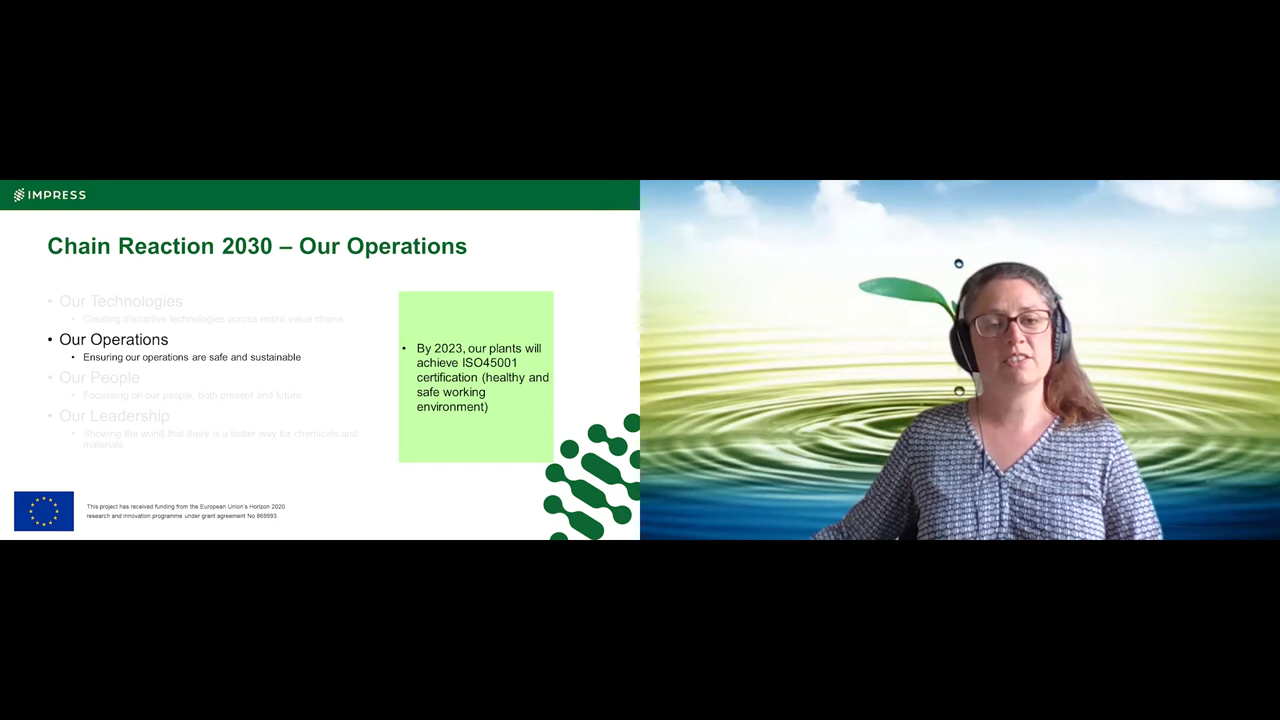 IMPRESS
Chain Reaction 2030 – Our Operations
• Our Technologies
• Creating disruptive technologies across entire value chains
• Our Operations
• Ensuring our operations are safe and sustainable
• Our People
• Focussing on our people, both present and future
• Our Leadership
• Showing the world that there is a better way for chemicals and
materials
• By 2023, our plants will
achieve ISO45001
certification (healthy and
safe working
environment)
This project has received funding from the European Union's Horizon 2020
research and innovation programme under grant agreement No 869993.